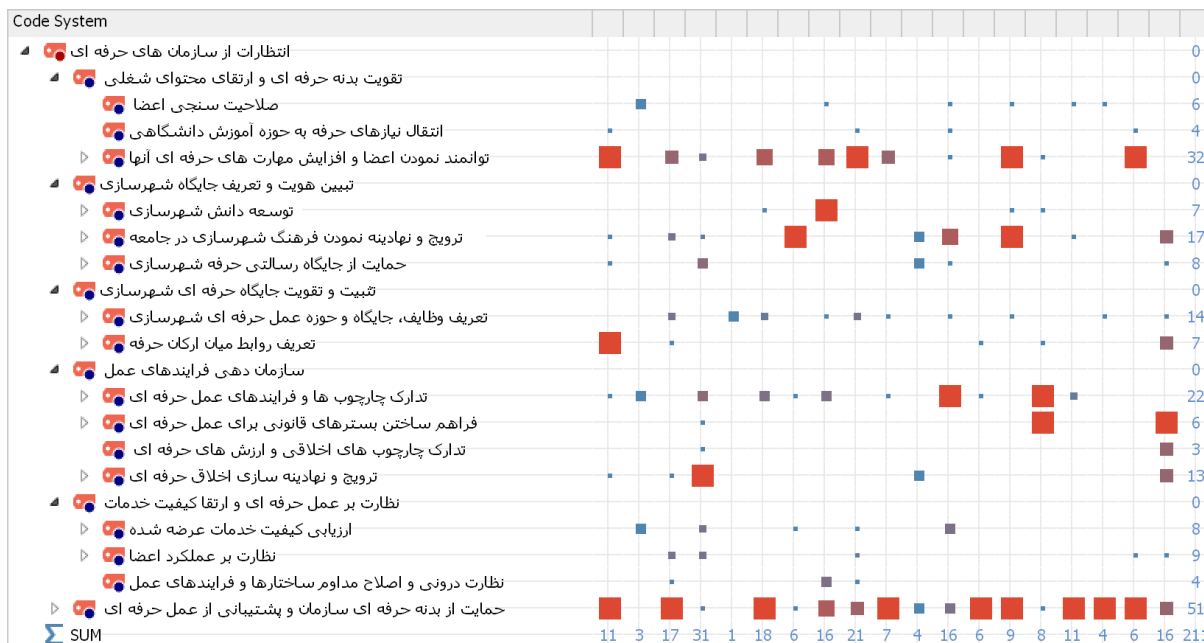 Code System
انتظارات از سازمان های حرفه ای 0
تقویت بدنه حرفه ای و ارتقای محتوای شغلی 0
صلاحیت سنجی اعضا 6
انتقال نیازهای حرفه به حوزه آموزش دانشگاهی 4
توانمند نمودن اعضا و افزایش مهارت های حرفه ای آنها 32
تبیین هویت و تعریف جایگاه شهرسازی 0
توسعه دانش شهرسازی 7
ترویج و نهادینه نمودن فرهنگ شهرسازی در جامعه 17
حمایت از جایگاه رسالتی حرفه شهرسازی 8
تثبیت و تقویت جایگاه حرفه ای شهرسازی 0
تعریف وظایف، جایگاه و حوزه عمل حرفه ای شهرسازی 14
تعریف روابط میان ارکان حرفه 7
سازمان دهی فرایندهای عمل 0
تدارک چارچوب ها و فرایندهای عمل حرفه ای 22
فراهم ساختن بسترهای قانونی برای عمل حرفه ای 6
تدارک چارچوب های اخلاقی و ارزش های حرفه ای 3
ترویج و نهادینه سازی اخلاق حرفه ای 13
نظارت بر عمل حرفه ای و ارتقا کیفیت خدمات 0
ارزیابی کیفیت خدمات عرضه شده 8
نظارت بر عملکرد اعضا 9
نظارت درونی و اصلاح مداوم ساختارها و فرایندهای عمل 4
حمایت از بدنه حرفه ای سازمان و پشتیبانی از عمل حرفه ای 51
Σ SUM 11 3 17 31 1 18 6 16 21 7 4 16 6 9 8 11 4 6 16 21